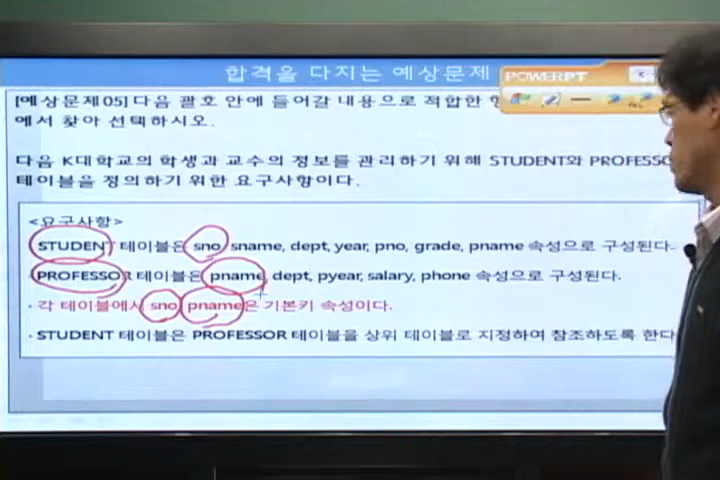 합격을 다지는 예상문제
POWERPT
[예상문제05] 다음 괄호 안에 들어갈 내용으로 적합한
에서 찾아 선택하시오.
다음 K대학교의 학생과 교수의 정보를 관리하기 위해 STUDENT와 PROFESSO
테이블을 정의하기 위한 요구사항이다.
<요구사항>
· STUDENT 테이블은 sno, sname, dept, year, pno, grade, pname 속성으로 구성된다.
· PROFESSOR 테이블은 pname, dept, pyear, salary, phone 속성으로 구성된다.
· 각 테이블에서 sno, pname은 기본키 속성이다.
· STUDENT 테이블은 PROFESSOR 테이블을 상위 테이블로 지정하여 참조하도록 한다